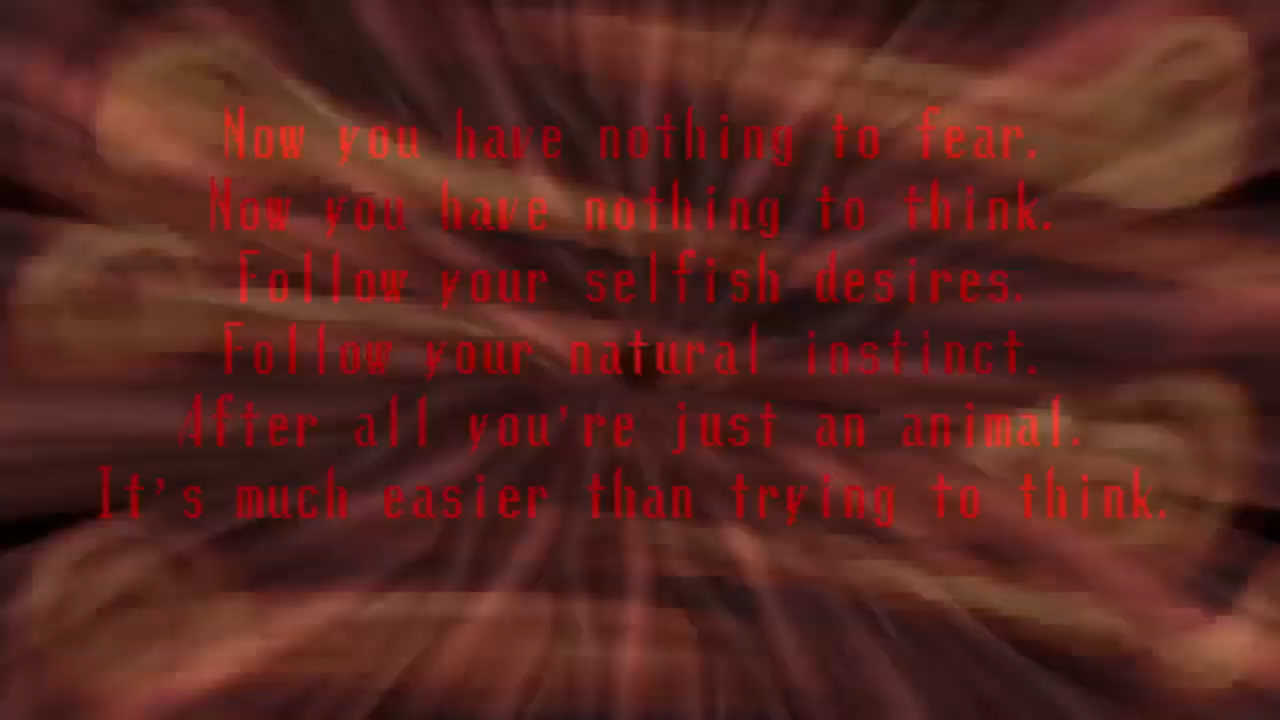 Now you have nothing to fear.
Now you have nothing to think.
Follow your selfish desires.
Follow your natural instinct.
After all you're just an animal.
It's much easier than trying to think.